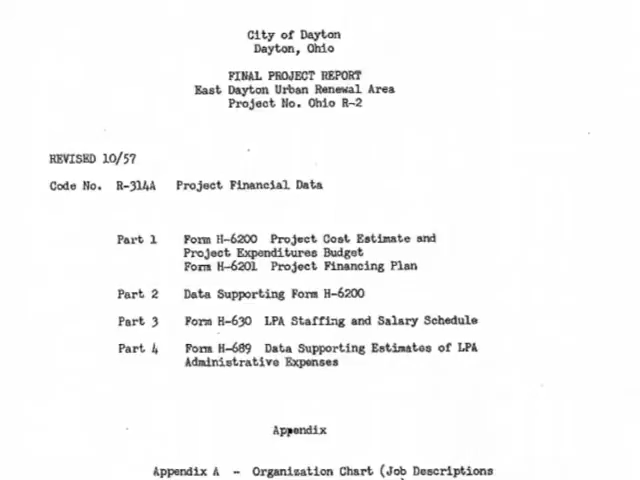 City of Dayton
Dayton, Ohio
FINAL PROJECT REPORT
East Dayton Urban Renewal Area
Project No. Ohio R-2
REVISED 10/57
Code No. R-314A Project Financial Data
Part 1 Form H-6200 Project Cost Estimate and
Project Expenditures Budget
Form H-6201 Project Financing Plan
Part 2 Data Supporting Form H-6200
Part 3 Form H-630 LPA Staffing and Salary Schedule
Part 4 Form H-689 Data Supporting Estimates of LPA
Administrative Expenses
Appendix
Appendix A - Organization Chart (Job Descriptions